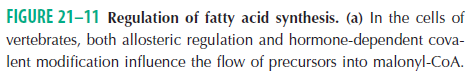 FIGURE 21–11 Regulation of fatty acid synthesis. (a) In the cells of
vertebrates, both allosteric regulation and hormone-dependent cova-
lent modification influence the flow of precursors into malonyl-CoA.